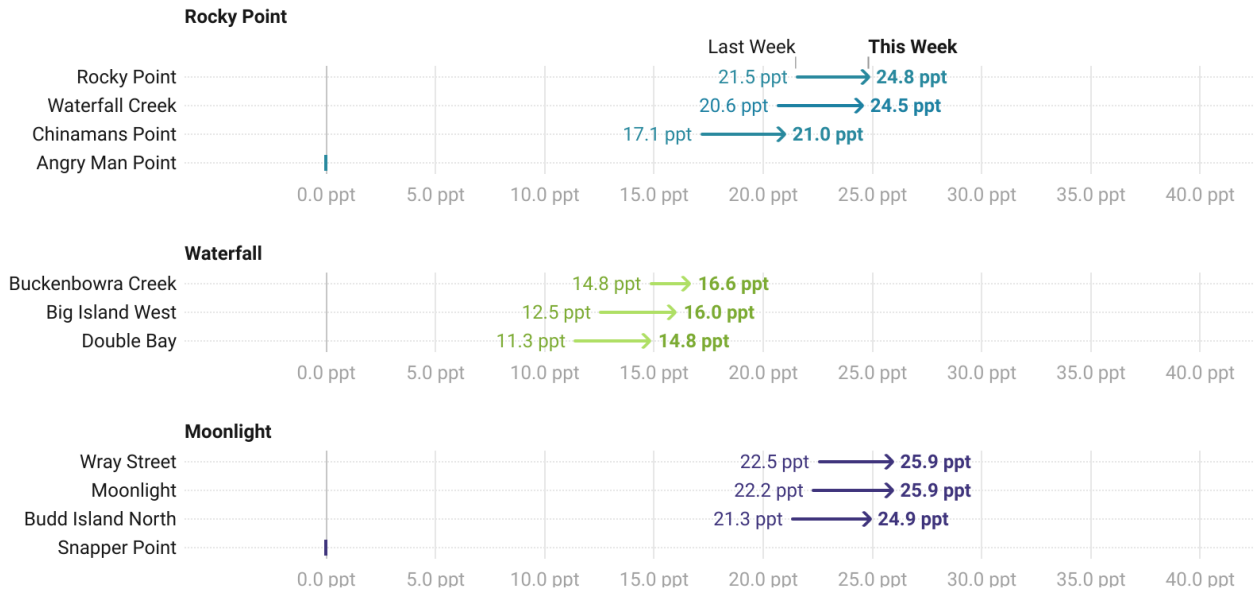 Rocky Point
Last Week This Week
Rocky Point 21.5 ppt 24.8 ppt
Waterfall Creek 20.6 ppt 24.5 ppt
Chinamans Point 17.1 ppt 21.0 ppt
Angry Man Point
0.0 ppt 5.0 ppt 10.0 ppt 15.0 ppt 20.0 ppt 25.0 ppt 30.0 ppt 35.0 ppt 40.0 ppt
Waterfall
Buckenbowra Creek 14.8 ppt 16.6 ppt
Big Island West 12.5 ppt 16.0 ppt
Double Bay 11.3 ppt 14.8 ppt
0.0 ppt 5.0 ppt 10.0 ppt 15.0 ppt 20.0 ppt 25.0 ppt 30.0 ppt 35.0 ppt 40.0 ppt
Moonlight
Wray Street 22.5 ppt 25.9 ppt
Moonlight 22.2 ppt 25.9 ppt
Budd Island North 21.3 ppt 24.9 ppt
Snapper Point
0.0 ppt 5.0 ppt 10.0 ppt 15.0 ppt 20.0 ppt 25.0 ppt 30.0 ppt 35.0 ppt 40.0 ppt